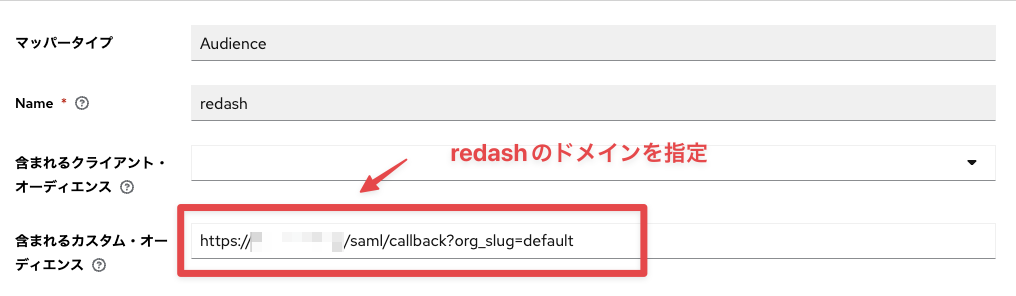 マッパータイプ
Audience
Name *
redash
redashのドメインを指定
含まれるクライアント・
オーディエンス
含まれるカスタム・オー
ディエンス
https://
/saml/callback?org_slug=default